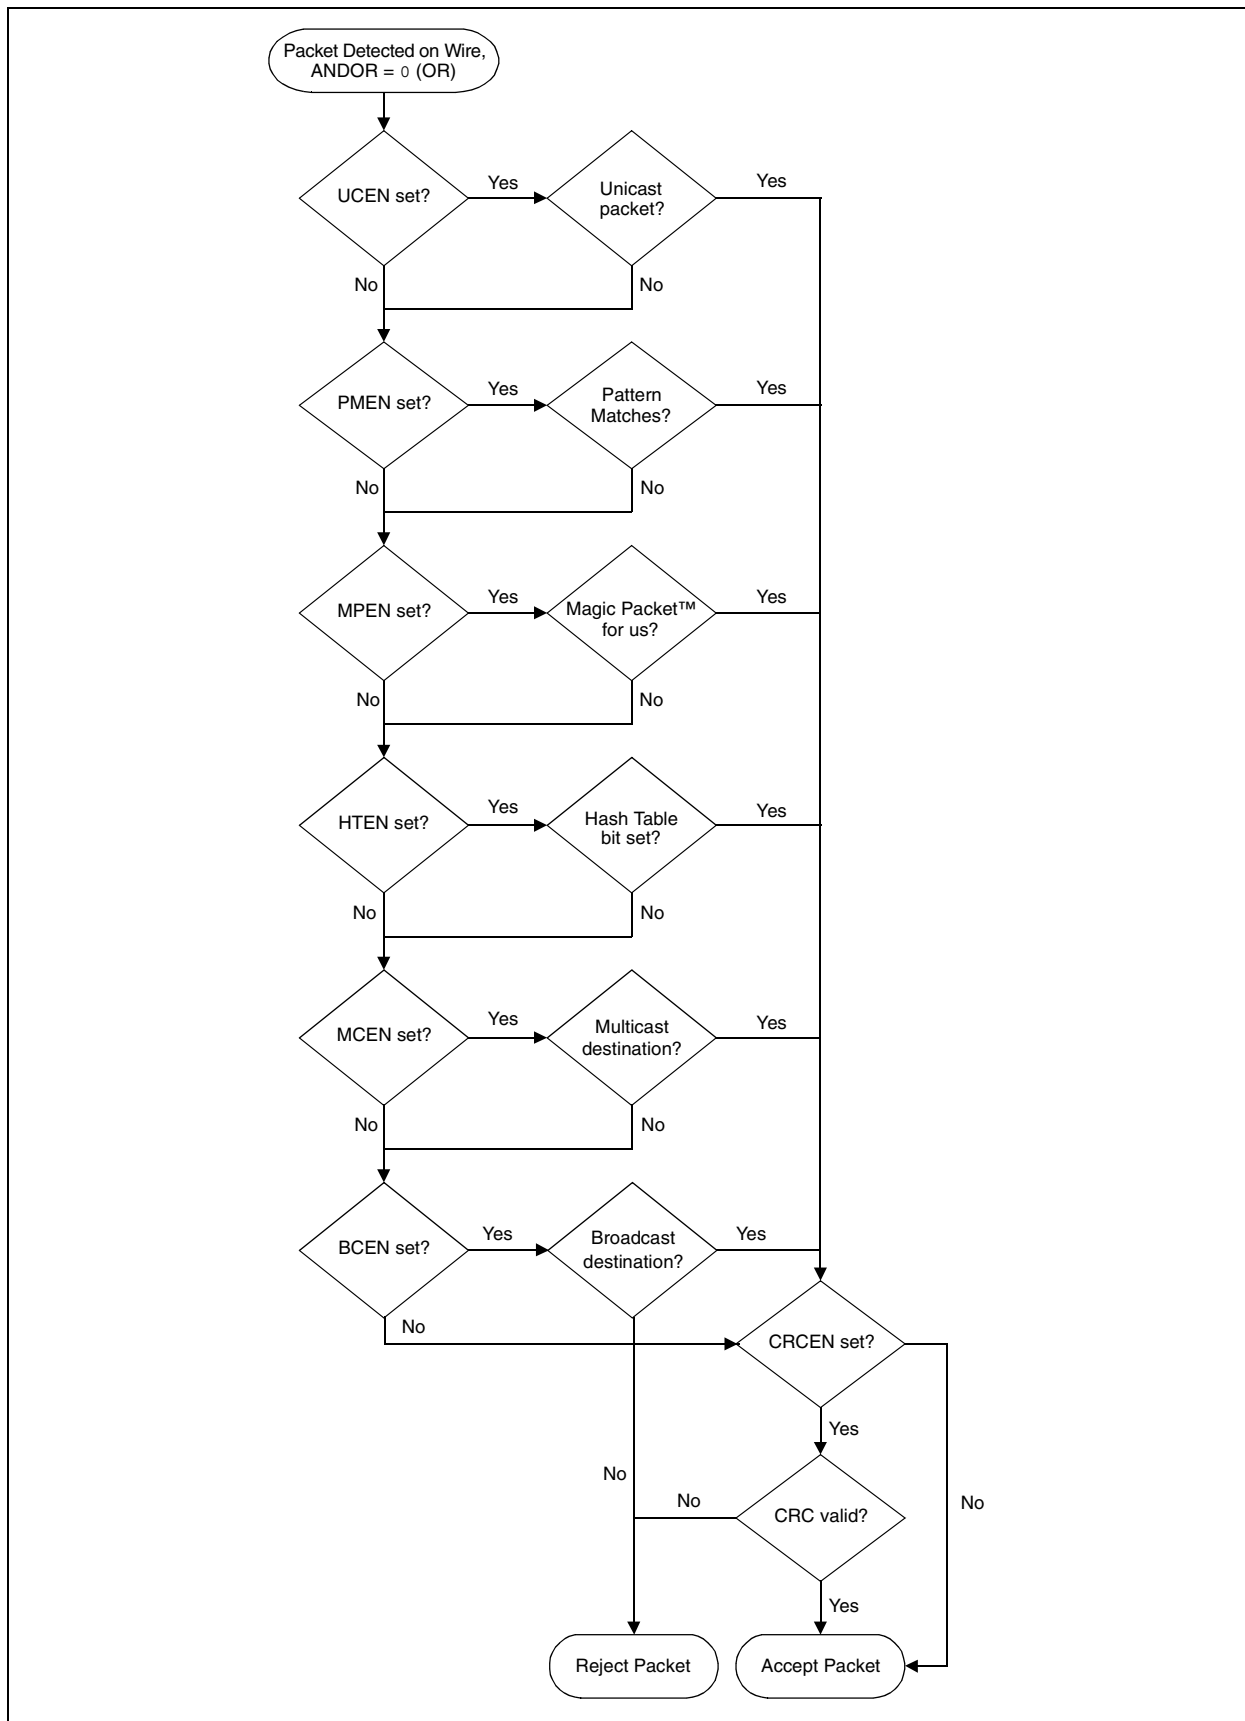 Packet Detected on Wire,
ANDOR = 0 (OR)
UCEN set?
Yes
Unicast
packet?
Yes
No
No
PMEN set?
Yes
Pattern
Matches?
Yes
No
No
MPEN set?
Yes
Magic Packet™
for us?
Yes
No
No
HTEN set?
Yes
Hash Table
bit set?
Yes
No
No
MCEN set?
Yes
Multicast
destination?
Yes
No
No
BCEN set?
Yes
Broadcast
destination?
Yes
No
CRCEN set?
Yes
No
No
No
CRC valid?
Yes
Reject Packet
Accept Packet